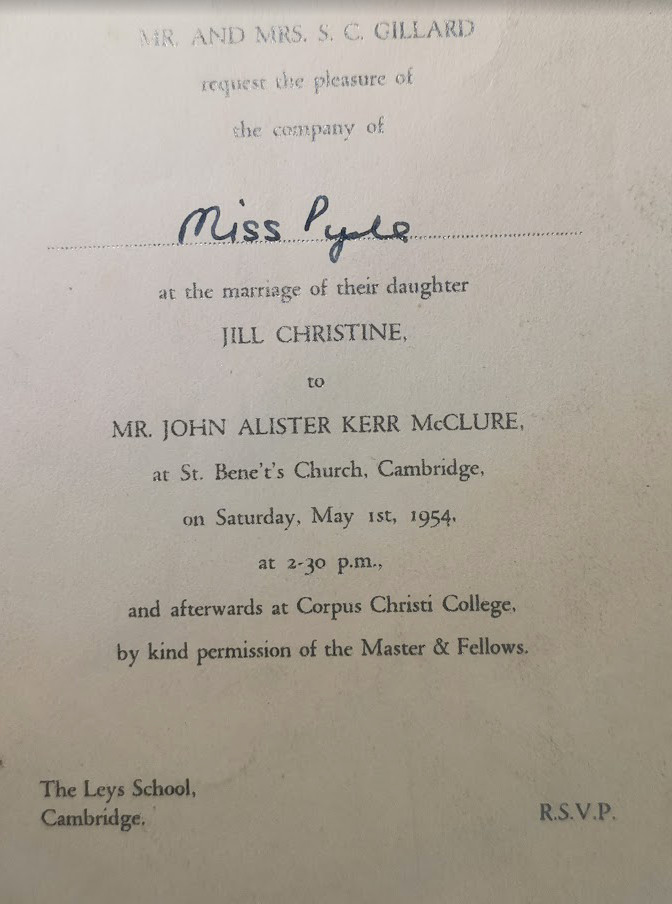 MR. AND MRS. S. C. GILLARD
request the pleasure of
the company of
Miss Pyale
at the marriage of their daughter
JILL CHRISTINE,
to
MR. JOHN ALISTER KERR McCLURE,
at St. Bene't's Church, Cambridge,
on Saturday, May 1st, 1954,
at 2-30 p.m.,
and afterwards at Corpus Christi College,
by kind permission of the Master & Fellows.
The Leys School,
Cambridge.
R.S.V.P.